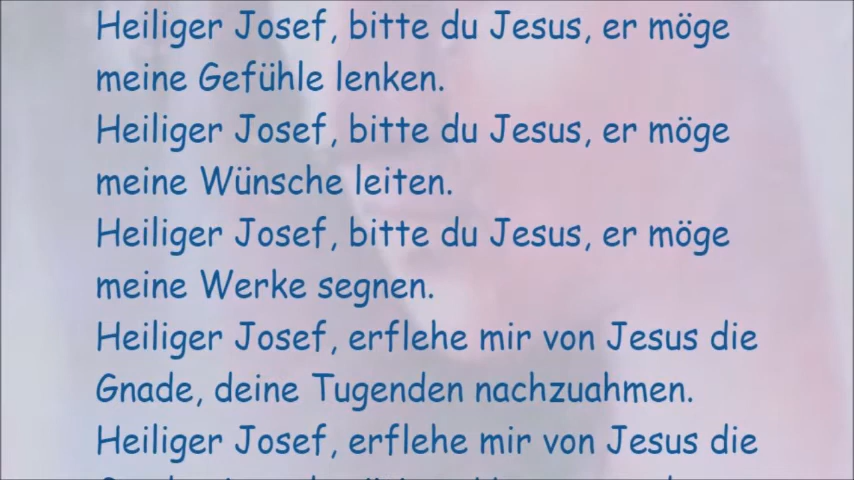 Heiliger Josef, bitte du Jesus, er möge
meine Gefühle lenken.
Heiliger Josef, bitte du Jesus, er möge
meine Wünsche leiten.
Heiliger Josef, bitte du Jesus, er möge
meine Werke segnen.
Heiliger Josef, erflehe mir von Jesus die
Gnade, deine Tugenden nachzuahmen.
Heiliger Josef, erflehe mir von Jesus die